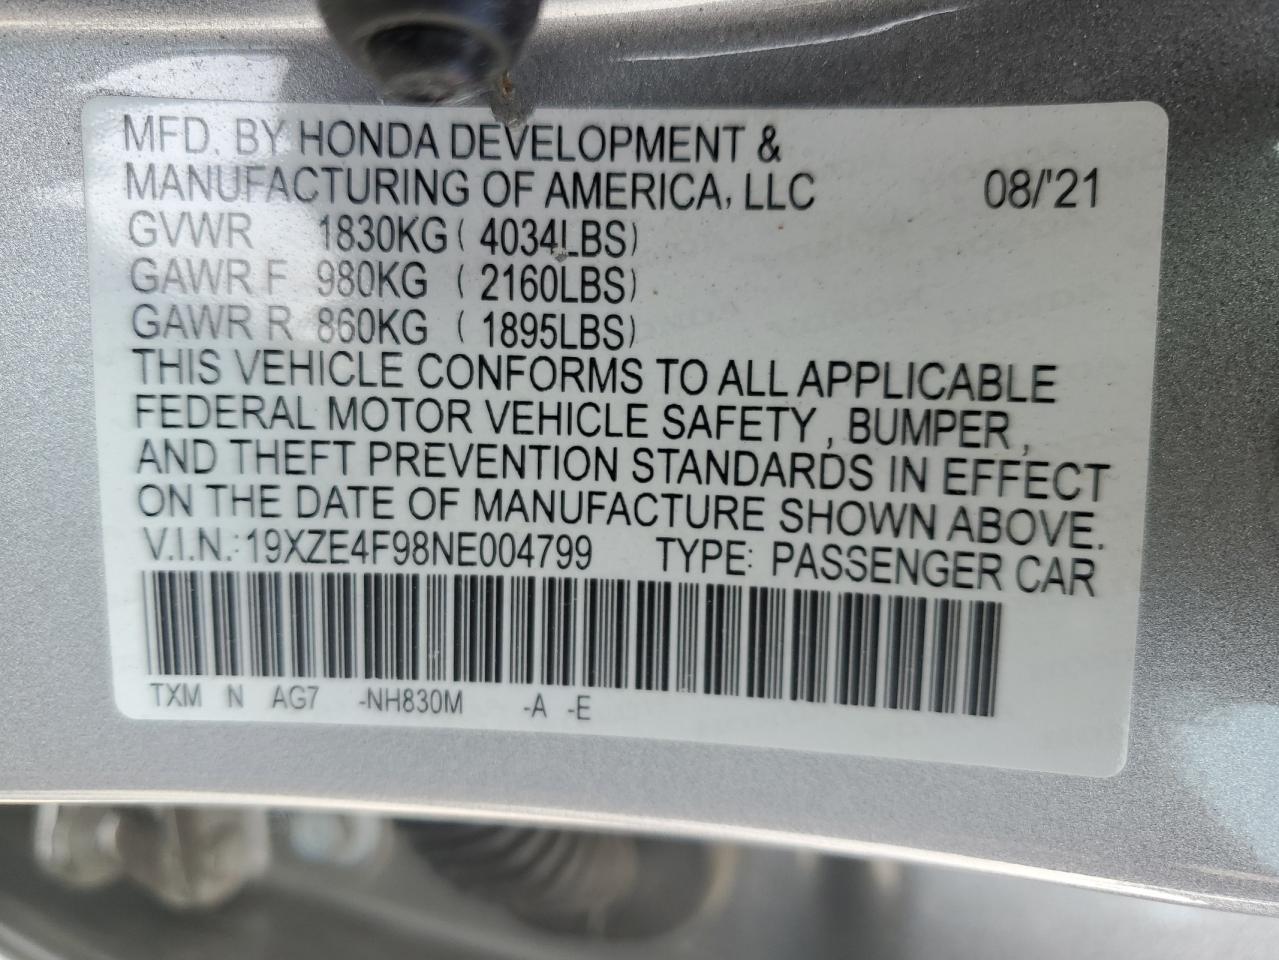 MFD. BY HONDA DEVELOPMENT &
MANUFACTURING OF AMERICA, LLC 08/'21
GVWR 1830KG ( 4034LBS)
GAWR F 980KG ( 2160LBS)
GAWR R 860KG ( 1895LBS)
THIS VEHICLE CONFORMS TO ALL APPLICABLE
FEDERAL MOTOR VEHICLE SAFETY , BUMPER ,
AND THEFT PREVENTION STANDARDS IN EFFECT
ON THE DATE OF MANUFACTURE SHOWN ABOVE.
V.I.N.: 19XZE4F98NE004799 TYPE: PASSENGER CAR
TXM N AG7 -NH830M -A -E